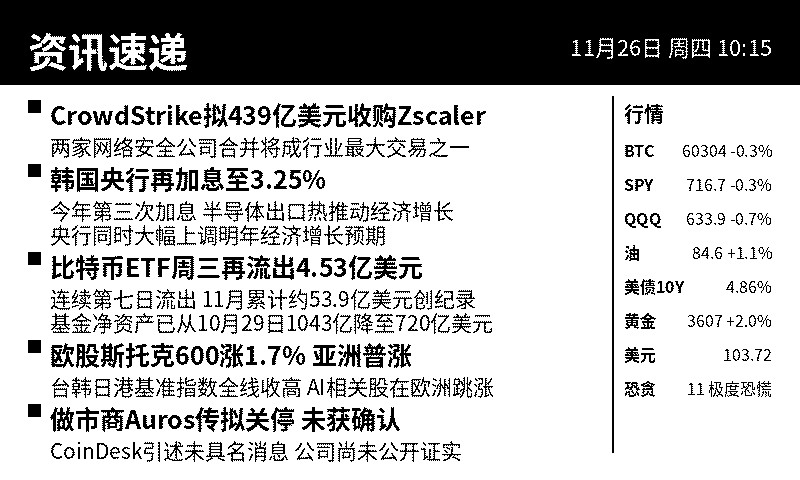 资讯速递
11月26日 周四 10:15
CrowdStrike拟439亿美元收购Zscaler
两家网络安全公司合并将成行业最大交易之一
韩国央行再加息至3.25%
今年第三次加息 半导体出口热推动经济增长
央行同时大幅上调明年经济增长预期
比特币ETF周三再流出4.53亿美元
连续第七日流出 11月累计约53.9亿美元创纪录
基金净资产已从10月29日1043亿降至720亿美元
欧股斯托克600涨1.7% 亚洲普涨
台韩日港基准指数全线收高 AI相关股在欧洲跳涨
做市商Auros传拟关停 未获确认
CoinDesk引述未具名消息 公司尚未公开证实
行情
BTC 60304 -0.3%
SPY 716.7 -0.3%
QQQ 633.9 -0.7%
油 84.6 +1.1%
美债10Y 4.86%
黄金 3607 +2.0%
美元 103.72
恐贪 11 极度恐慌